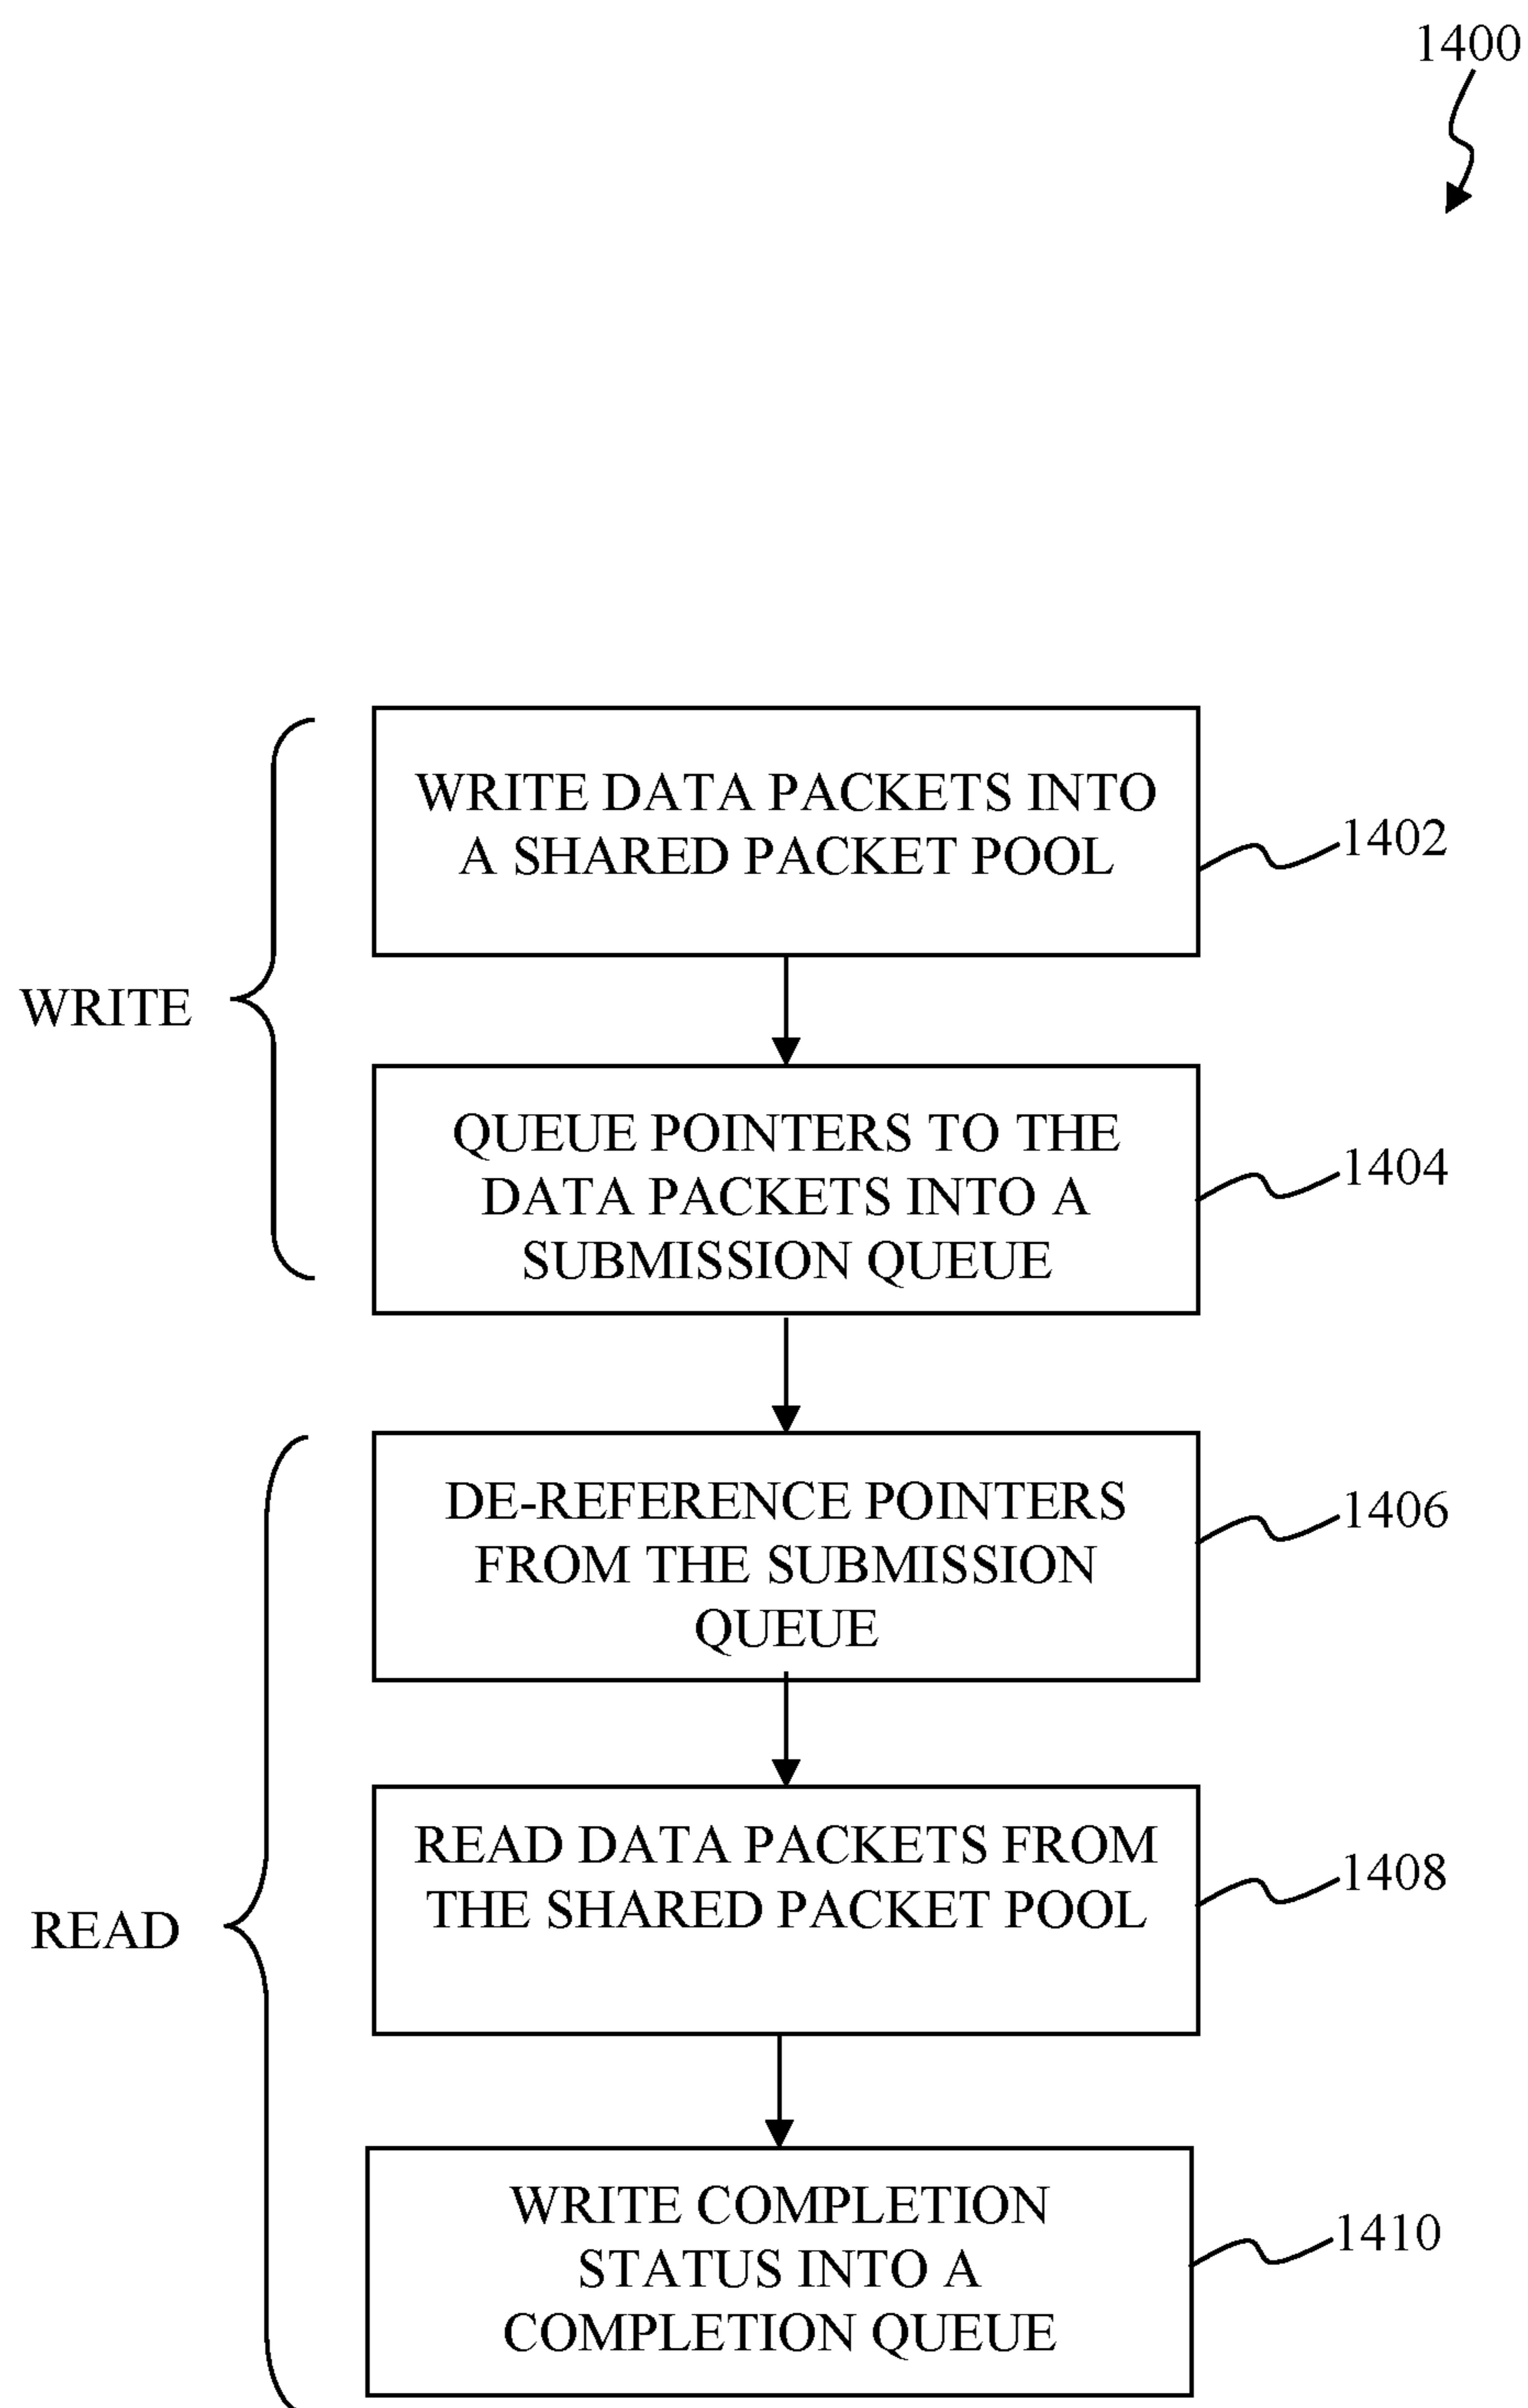 1400
WRITE DATA PACKETS INTO
A SHARED PACKET POOL
1402
WRITE
QUEUE POINTERS TO THE
DATA PACKETS INTO A
SUBMISSION QUEUE
1404
DE-REFERENCE POINTERS
FROM THE SUBMISSION
QUEUE
1406
READ
READ DATA PACKETS FROM
THE SHARED PACKET POOL
1408
WRITE COMPLETION
STATUS INTO A
COMPLETION QUEUE
1410